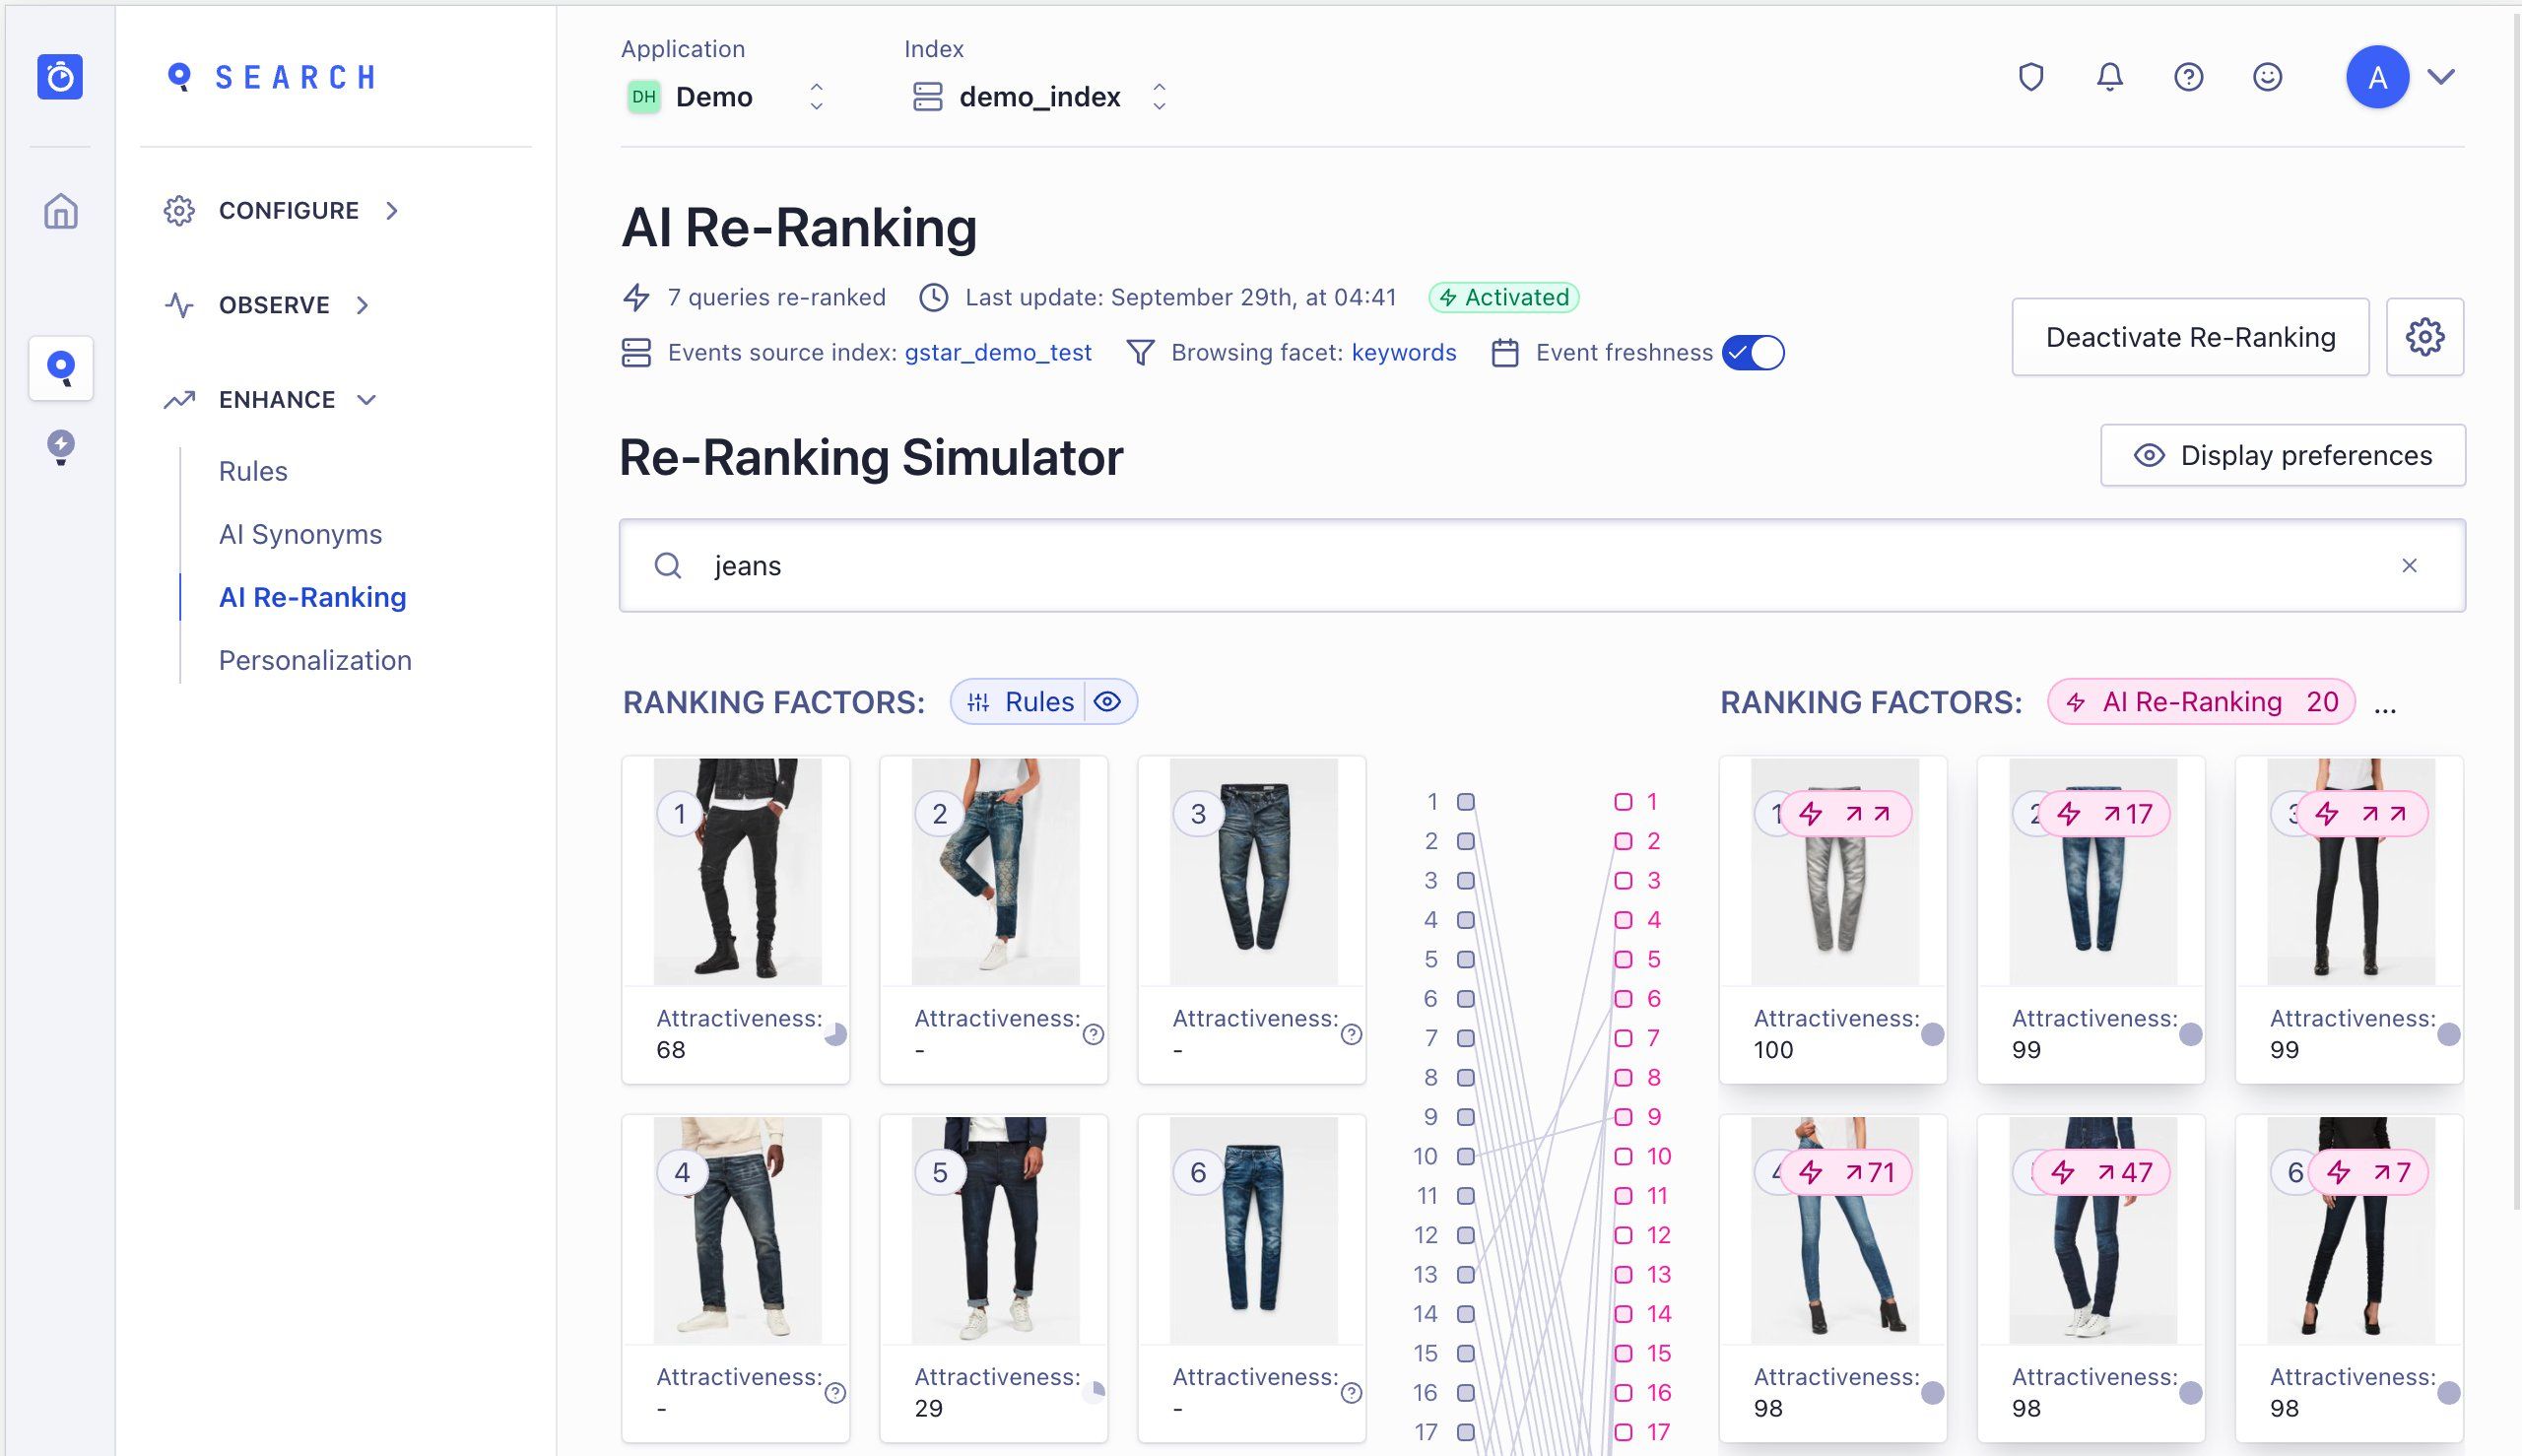 SEARCH
CONFIGURE
OBSERVE
ENHANCE
Rules
AI Synonyms
AI Re-Ranking
Personalization
Application
DH Demo
Index
demo_index
A
AI Re-Ranking
7 queries re-ranked
Last update: September 29th, at 04:41
Activated
Events source index: gstar_demo_test
Browsing facet: keywords
Event freshness
Deactivate Re-Ranking
Re-Ranking Simulator
Display preferences
jeans
RANKING FACTORS: Rules
1
2
3
Attractiveness:
68
Attractiveness:
-
Attractiveness:
-
4
5
6
Attractiveness:
-
Attractiveness:
29
Attractiveness:
-
1 1
2 2
3 3
4 4
5 5
6 6
7 7
8 8
9 9
10 10
11 11
12 12
13 13
14 14
15 15
16 16
17 17
RANKING FACTORS: AI Re-Ranking 20 ...
1
2 17
3
Attractiveness:
100
Attractiveness:
99
Attractiveness:
99
4 71
47
6 7
Attractiveness:
98
Attractiveness:
98
Attractiveness:
98